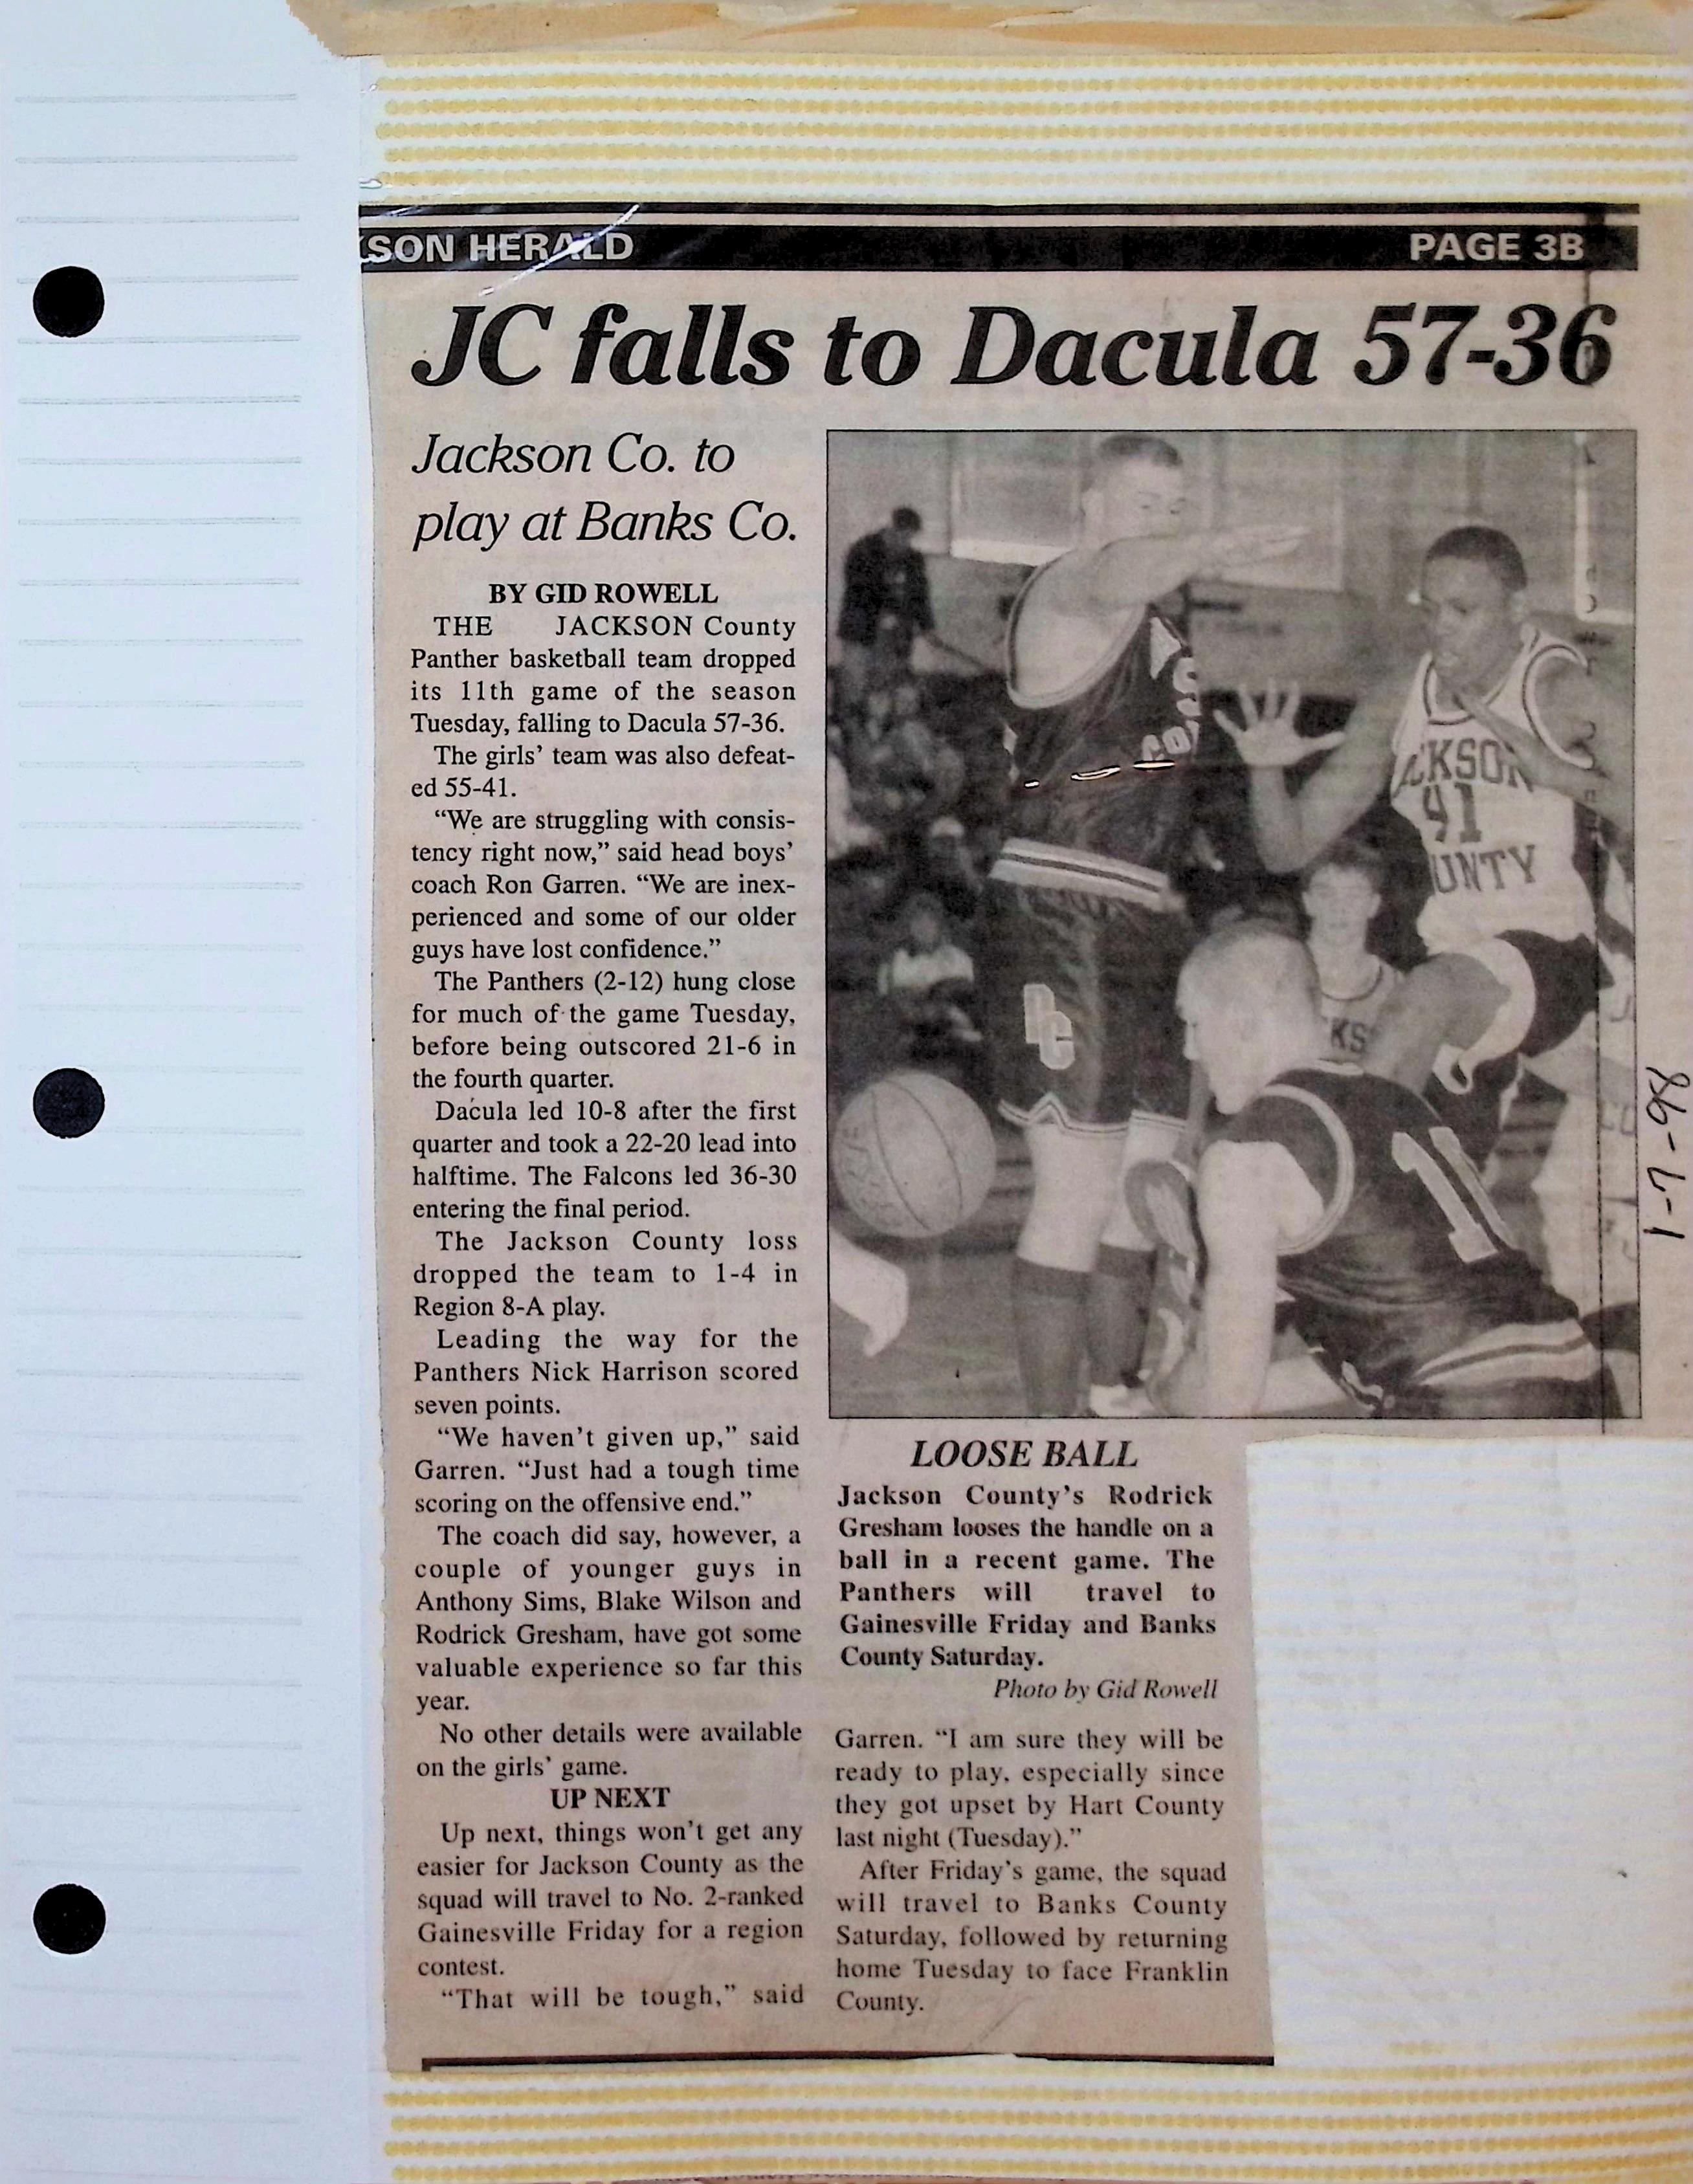 KSON HERALD
PAGE 3B
JC falls to Dacula 57-36
Jackson Co. to
play at Banks Co.
BY GID ROWELL
THE JACKSON County
Panther basketball team dropped
its 11th game of the season
Tuesday, falling to Dacula 57-36.
The girls’ team was also defeat-
ed 55-41.
“We are struggling with consis-
tency right now,” said head boys’
coach Ron Garren. “We are inex-
perienced and some of our older
guys have lost confidence.”
The Panthers (2-12) hung close
for much of the game Tuesday,
before being outscored 21-6 in
the fourth quarter.
Dacula led 10-8 after the first
quarter and took a 22-20 lead into
halftime. The Falcons led 36-30
entering the final period.
The Jackson County loss
dropped the team to 1-4 in
Region 8-A play.
Leading the way for the
Panthers Nick Harrison scored
seven points.
“We haven’t given up,” said
Garren. “Just had a tough time
scoring on the offensive end.”
The coach did say, however, a
couple of younger guys in
Anthony Sims, Blake Wilson and
Rodrick Gresham, have got some
valuable experience so far this
year.
No other details were available
on the girls’ game.
UP NEXT
Up next, things won’t get any
easier for Jackson County as the
squad will travel to No. 2-ranked
Gainesville Friday for a region
contest.
“That will be tough,” said
ACKSON
41
UNTY
KS
1
LOOSE BALL
Jackson County’s Rodrick
Gresham looses the handle on a
ball in a recent game. The
Panthers will travel to
Gainesville Friday and Banks
County Saturday.
Photo by Gid Rowell
Garren. “I am sure they will be
ready to play, especially since
they got upset by Hart County
last night (Tuesday).”
After Friday’s game, the squad
will travel to Banks County
Saturday, followed by returning
home Tuesday to face Franklin
County.
1-7-98